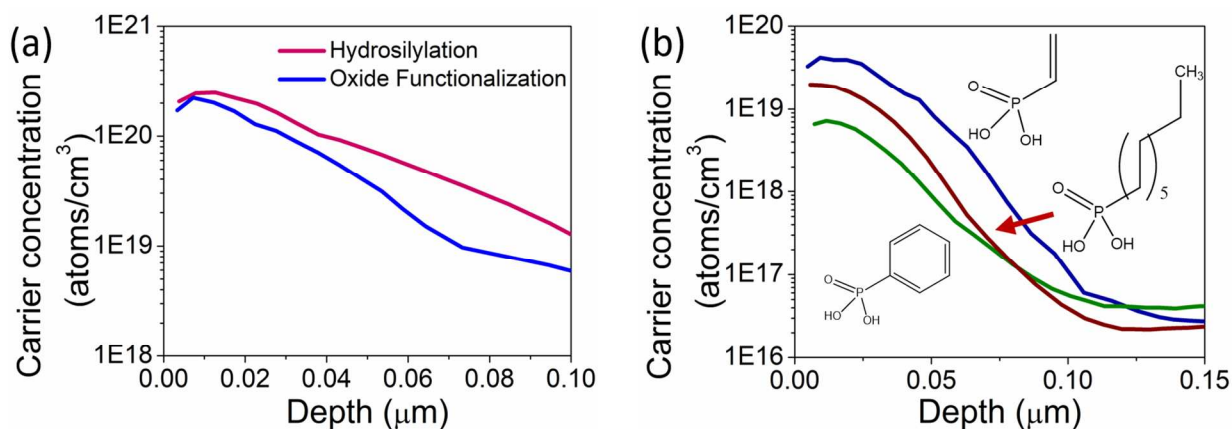 (a)
Carrier concentration
(atoms/cm³)
1E21
1E20
1E19
1E18
Hydrosilylation
Oxide Functionalization
0.00 0.02 0.04 0.06 0.08 0.10
Depth (μm)
(b)
Carrier concentration
(atoms/cm³)
1E20
1E19
1E18
1E17
1E16
O
P
HO OH
CH₃
5
O
P
HO OH
O
P
HO OH
0.00 0.05 0.10 0.15
Depth (μm)